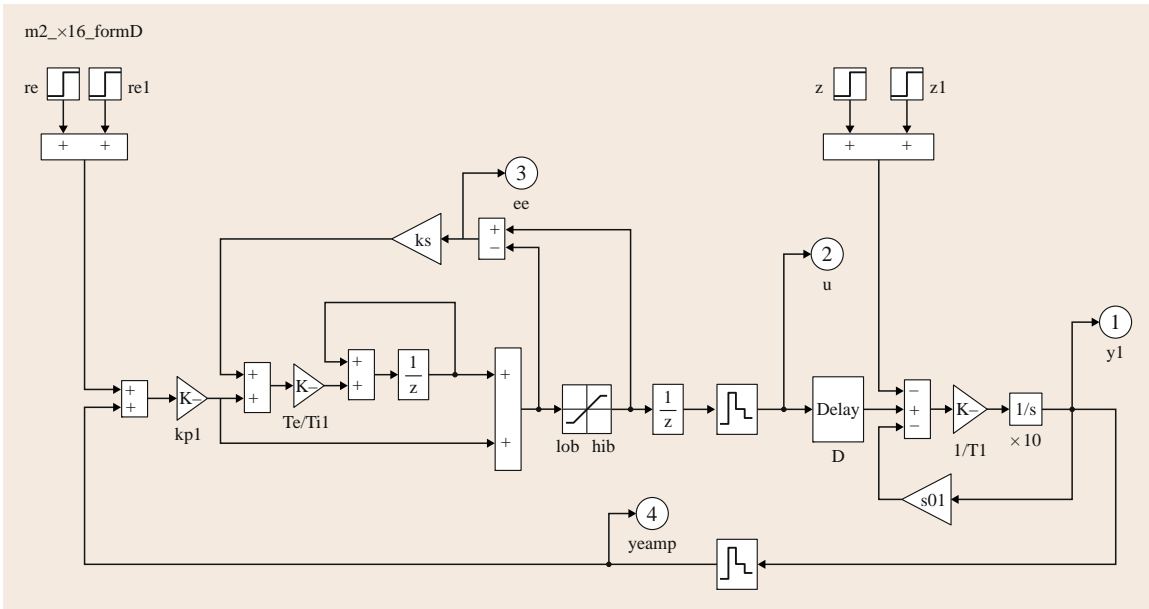 m2_×16_formD
re
re1
z
z1
+ +
+ +
3
ee
ks
+
−
2
u
1
y1
+
+
K–
kp1
+
+
K–
Te/Ti1
+
+
1
z
+
+
lob hib
1
z
Delay
D
−
+
−
K–
1/T1
1/s
×10
s01
4
yeamp